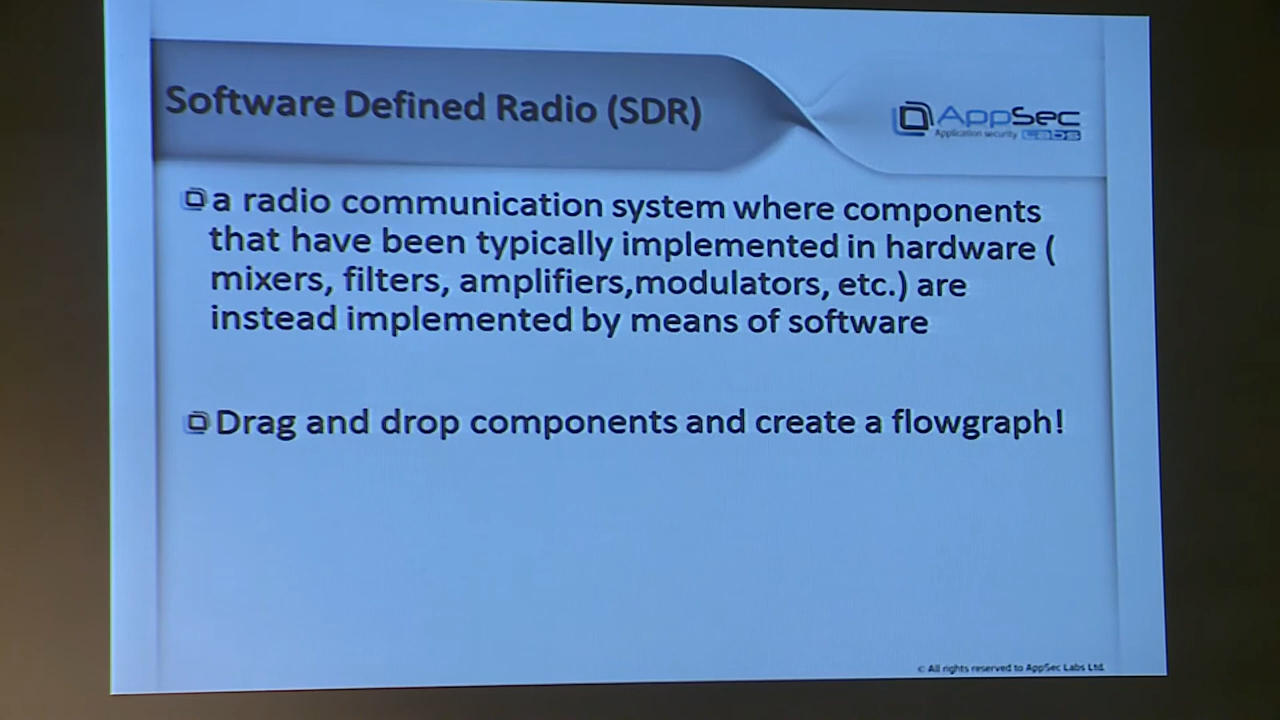 Software Defined Radio (SDR)
AppSec
Application security Labs
a radio communication system where components
that have been typically implemented in hardware (
mixers, filters, amplifiers,modulators, etc.) are
instead implemented by means of software
Drag and drop components and create a flowgraph!
© All rights reserved to AppSec Labs Ltd.